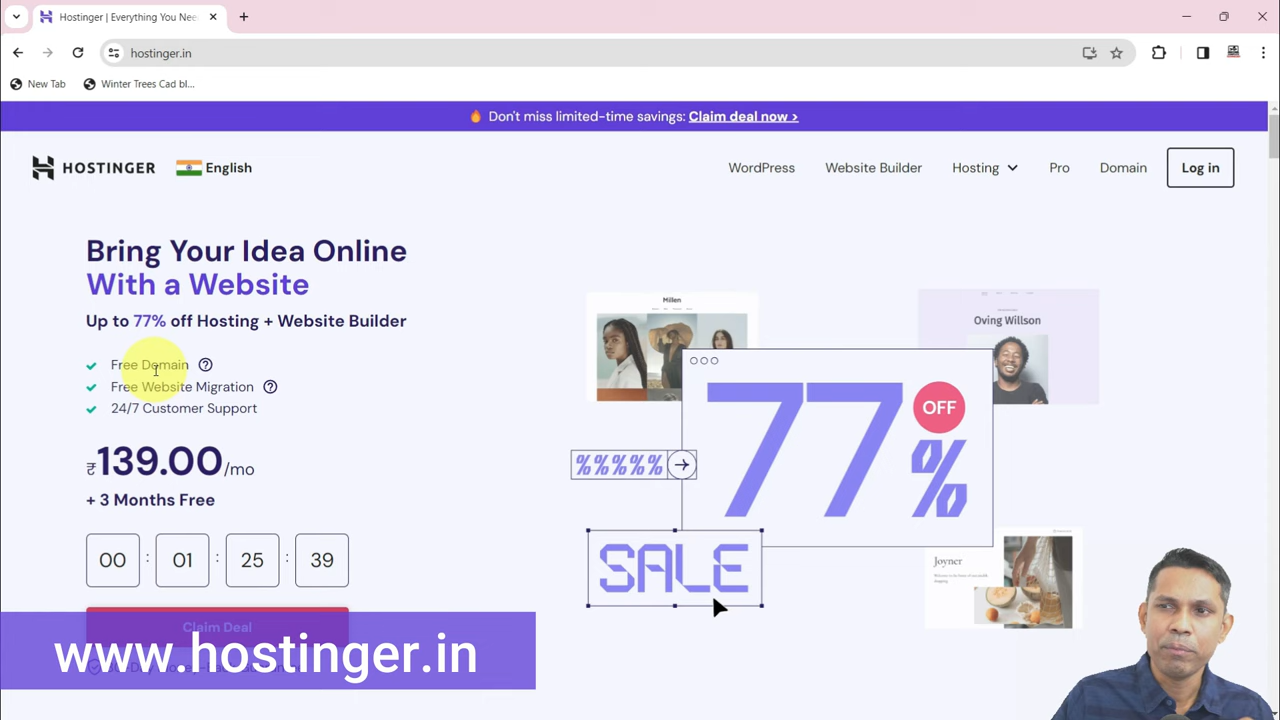 Hostinger | Everything You Nee
hostinger.in
New Tab
Winter Trees Cad bl...
🔥 Don't miss limited-time savings: Claim deal now >
HOSTINGER
English
WordPress
Website Builder
Hosting
Pro
Domain
Log in
Bring Your Idea Online
With a Website
Up to 77% off Hosting + Website Builder
Free Domain
Free Website Migration
24/7 Customer Support
₹139.00/mo
+ 3 Months Free
00 : 01 : 25 : 39
Claim Deal
www.hostinger.in
Millen
Oving Willson
77% OFF
%%%%%
SALE
Joyner